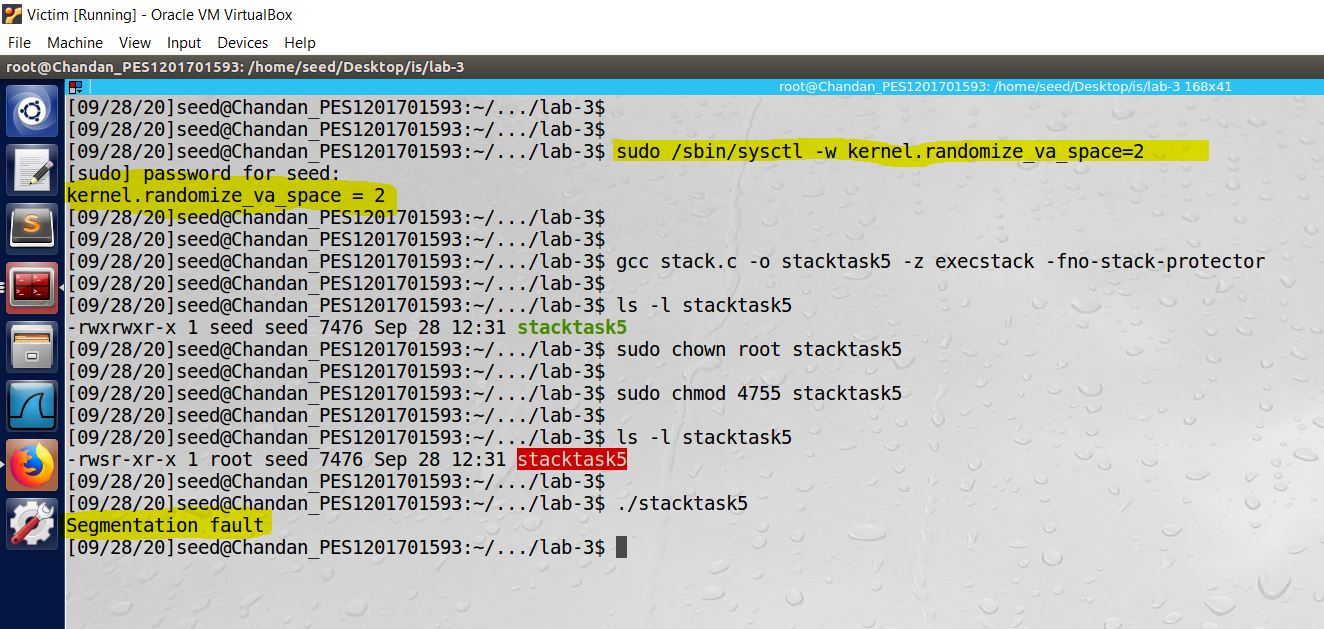 Victim [Running] - Oracle VM VirtualBox
File Machine View Input Devices Help
root@Chandan_PES1201701593: /home/seed/Desktop/is/lab-3
root@Chandan_PES1201701593: /home/seed/Desktop/is/lab-3 168x41
[09/28/20]seed@Chandan_PES1201701593:~/.../lab-3$
[09/28/20]seed@Chandan_PES1201701593:~/.../lab-3$
[09/28/20]seed@Chandan_PES1201701593:~/.../lab-3$ sudo /sbin/sysctl -w kernel.randomize_va_space=2
[sudo] password for seed:
kernel.randomize_va_space = 2
[09/28/20]seed@Chandan_PES1201701593:~/.../lab-3$
[09/28/20]seed@Chandan_PES1201701593:~/.../lab-3$
[09/28/20]seed@Chandan_PES1201701593:~/.../lab-3$ gcc stack.c -o stacktask5 -z execstack -fno-stack-protector
[09/28/20]seed@Chandan_PES1201701593:~/.../lab-3$
[09/28/20]seed@Chandan_PES1201701593:~/.../lab-3$ ls -l stacktask5
-rwxrwxr-x 1 seed seed 7476 Sep 28 12:31 stacktask5
[09/28/20]seed@Chandan_PES1201701593:~/.../lab-3$ sudo chown root stacktask5
[09/28/20]seed@Chandan_PES1201701593:~/.../lab-3$
[09/28/20]seed@Chandan_PES1201701593:~/.../lab-3$ sudo chmod 4755 stacktask5
[09/28/20]seed@Chandan_PES1201701593:~/.../lab-3$
[09/28/20]seed@Chandan_PES1201701593:~/.../lab-3$ ls -l stacktask5
-rwsr-xr-x 1 root seed 7476 Sep 28 12:31 stacktask5
[09/28/20]seed@Chandan_PES1201701593:~/.../lab-3$
[09/28/20]seed@Chandan_PES1201701593:~/.../lab-3$ ./stacktask5
Segmentation fault
[09/28/20]seed@Chandan_PES1201701593:~/.../lab-3$